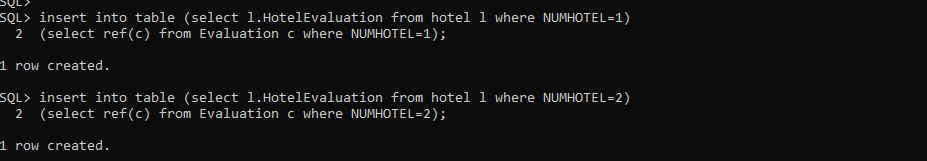 SQL>
SQL> insert into table (select l.HotelEvaluation from hotel l where NUMHOTEL=1)
  2  (select ref(c) from Evaluation c where NUMHOTEL=1);
1 row created.
SQL> insert into table (select l.HotelEvaluation from hotel l where NUMHOTEL=2)
  2  (select ref(c) from Evaluation c where NUMHOTEL=2);
1 row created.